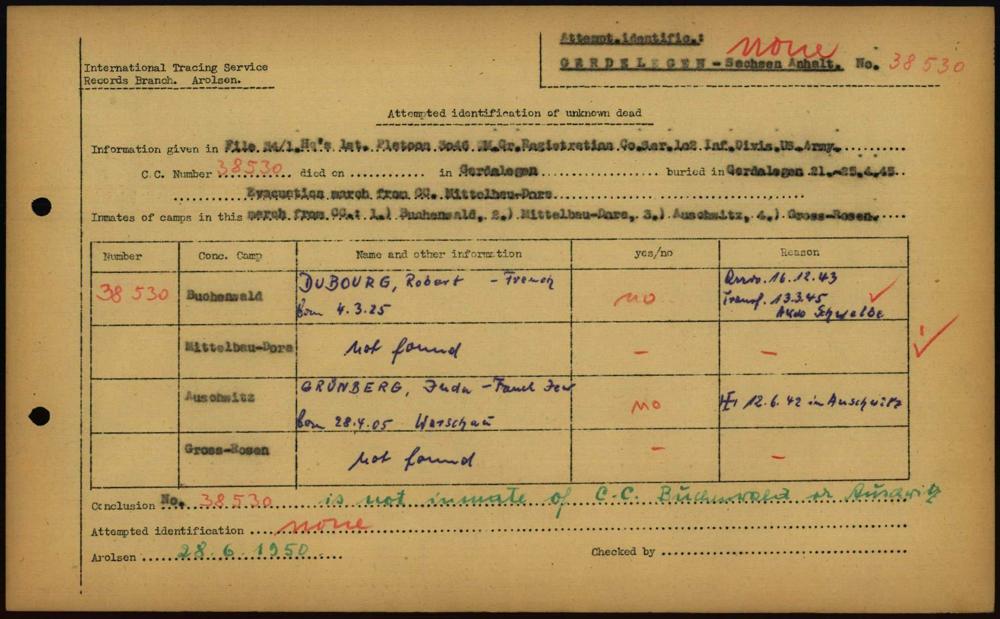 International Tracing Service
Records Branch. Arolsen.
Attempt.identific.: none
GERDELEGEN - Sachsen Anhalt. No. 38530
Attempted identification of unknown dead
Information given in File 24/1.Hq's 1st. Pletoon 3046 QM.Gr.Registration Co.Ser.102 Inf.Divis.US.Army.
C.C. Number 38530 died on ............ in Gerdelegen .................... buried in Gerdelegen 21.-25.4.45
Evacuation march from CC. Mittelbau-Dora
Inmates of camps in this march from CC.: 1.) Buchenwald, 2.) Mittelbau-Dora, 3.) Auschwitz, 4.) Gross-Rosen.
Number Conc. Camp Name and other information yes/no Reason
38530 Buchenwald DUBOURG, Robert - French born 4.3.25 no 16.12.43 Transf. 13.3.45 Schwalbe
Mittelbau-Dora not found - -
Auschwitz GRÜNBERG, Juda - Jew born 28.4.05 Warschau no 12.6.42 in Auschwitz
Gross-Rosen not found - -
Conclusion No. 38530 is not inmate of C.C. Buchenwald or Auschwitz
Attempted identification none
Arolsen 28.6.1950 Checked by